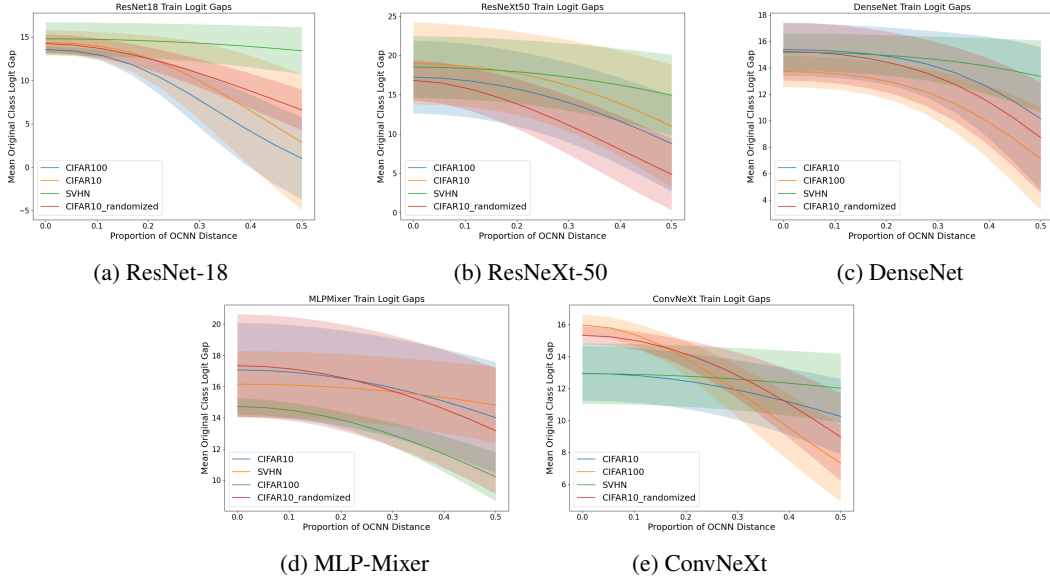 ResNet18 Train Logit Gaps
Mean Original Class Logit Gap
15
10
5
0
−5
CIFAR100
CIFAR10
SVHN
CIFAR10_randomized
0.0 0.1 0.2 0.3 0.4 0.5
Proportion of OCNN Distance
(a) ResNet-18
ResNeXt50 Train Logit Gaps
Mean Original Class Logit Gap
25
20
15
10
5
0
CIFAR100
CIFAR10
SVHN
CIFAR10_randomized
0.0 0.1 0.2 0.3 0.4 0.5
Proportion of OCNN Distance
(b) ResNeXt-50
DenseNet Train Logit Gaps
Mean Original Class Logit Gap
18
16
14
12
10
8
6
4
CIFAR10
CIFAR100
SVHN
CIFAR10_randomized
0.0 0.1 0.2 0.3 0.4 0.5
Proportion of OCNN Distance
(c) DenseNet
MLPMixer Train Logit Gaps
Mean Original Class Logit Gap
20
18
16
14
12
10
CIFAR10
SVHN
CIFAR100
CIFAR10_randomized
0.0 0.1 0.2 0.3 0.4 0.5
Proportion of OCNN Distance
(d) MLP-Mixer
ConvNeXt Train Logit Gaps
Mean Original Class Logit Gap
16
14
12
10
8
6
CIFAR10
CIFAR100
SVHN
CIFAR10_randomized
0.0 0.1 0.2 0.3 0.4 0.5
Proportion of OCNN Distance
(e) ConvNeXt